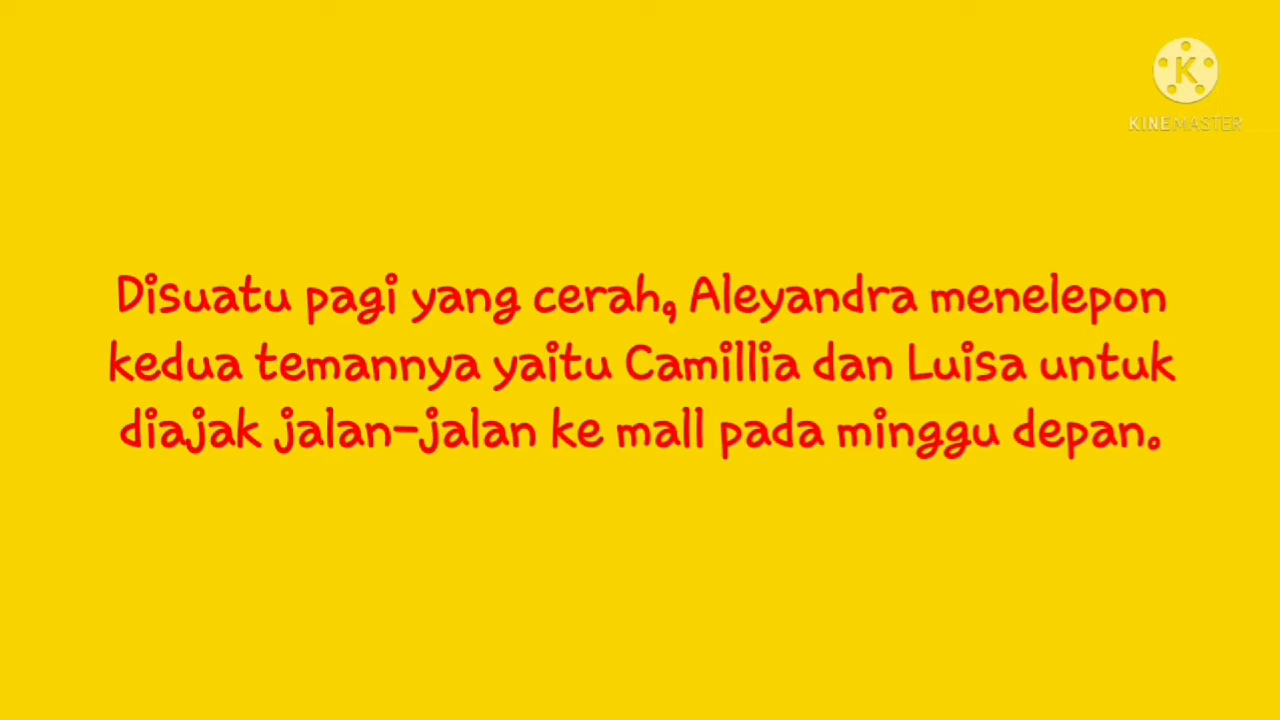 K
KINEMASTER
Disuatu pagi yang cerah, Aleyandra menelepon
kedua temannya yaitu Camillia dan Luisa untuk
diajak jalan-jalan ke mall pada minggu depan.